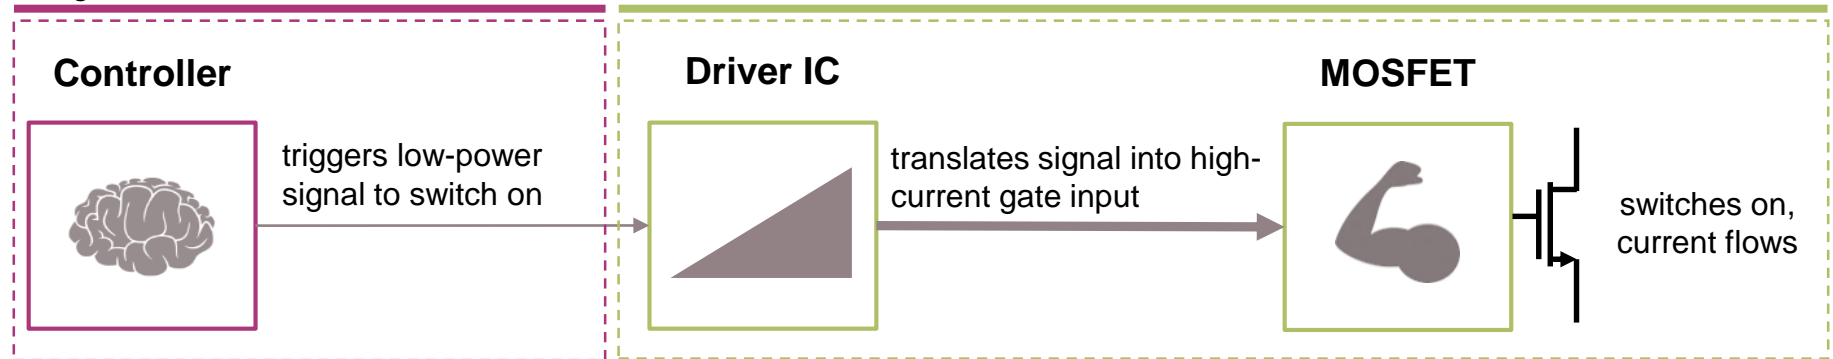 Controller
triggers low-power
signal to switch on
Driver IC
translates signal into high-
current gate input
MOSFET
switches on,
current flows